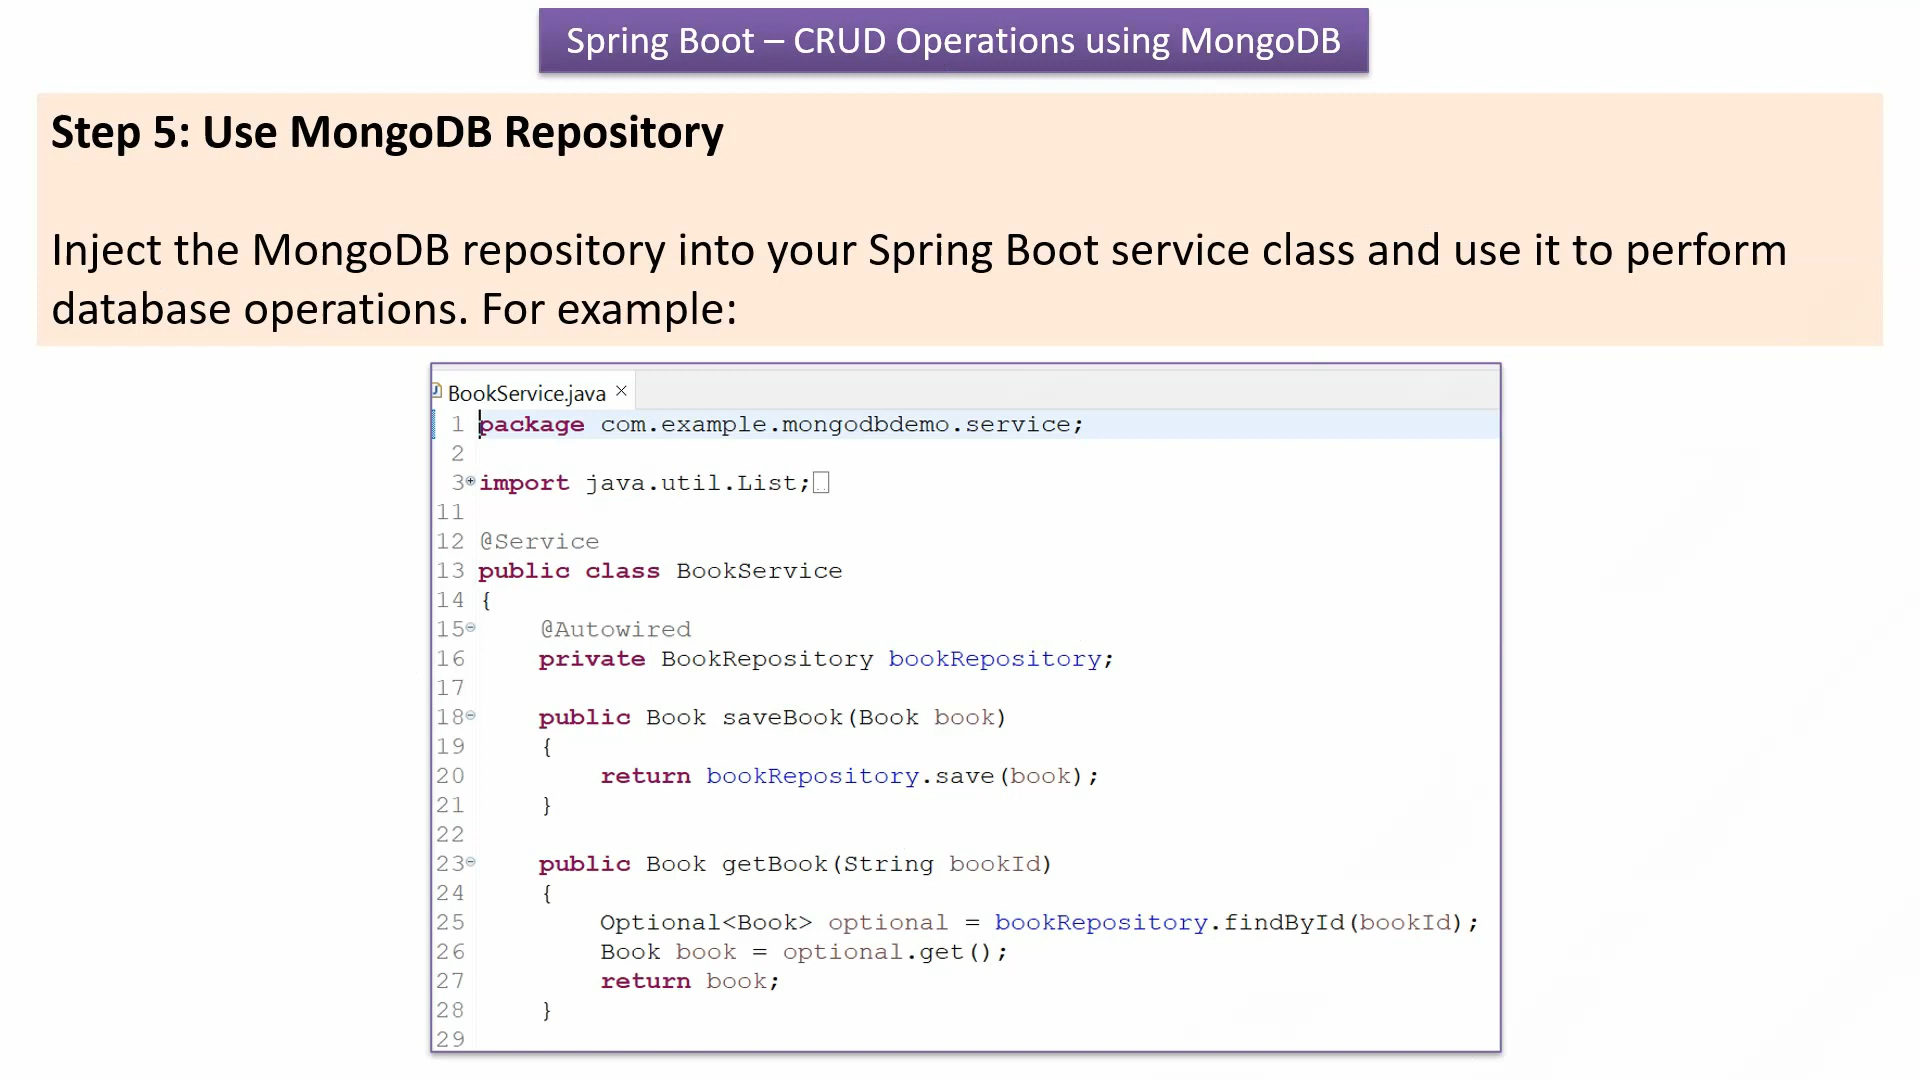 Spring Boot – CRUD Operations using MongoDB
Step 5: Use MongoDB Repository
Inject the MongoDB repository into your Spring Boot service class and use it to perform
database operations. For example:
BookService.java
1 package com.example.mongodbdemo.service;
2
3 import java.util.List;
11
12 @Service
13 public class BookService
14 {
15 @Autowired
16 private BookRepository bookRepository;
17
18 public Book saveBook(Book book)
19 {
20 return bookRepository.save(book);
21 }
22
23 public Book getBook(String bookId)
24 {
25 Optional<Book> optional = bookRepository.findById(bookId);
26 Book book = optional.get();
27 return book;
28 }
29